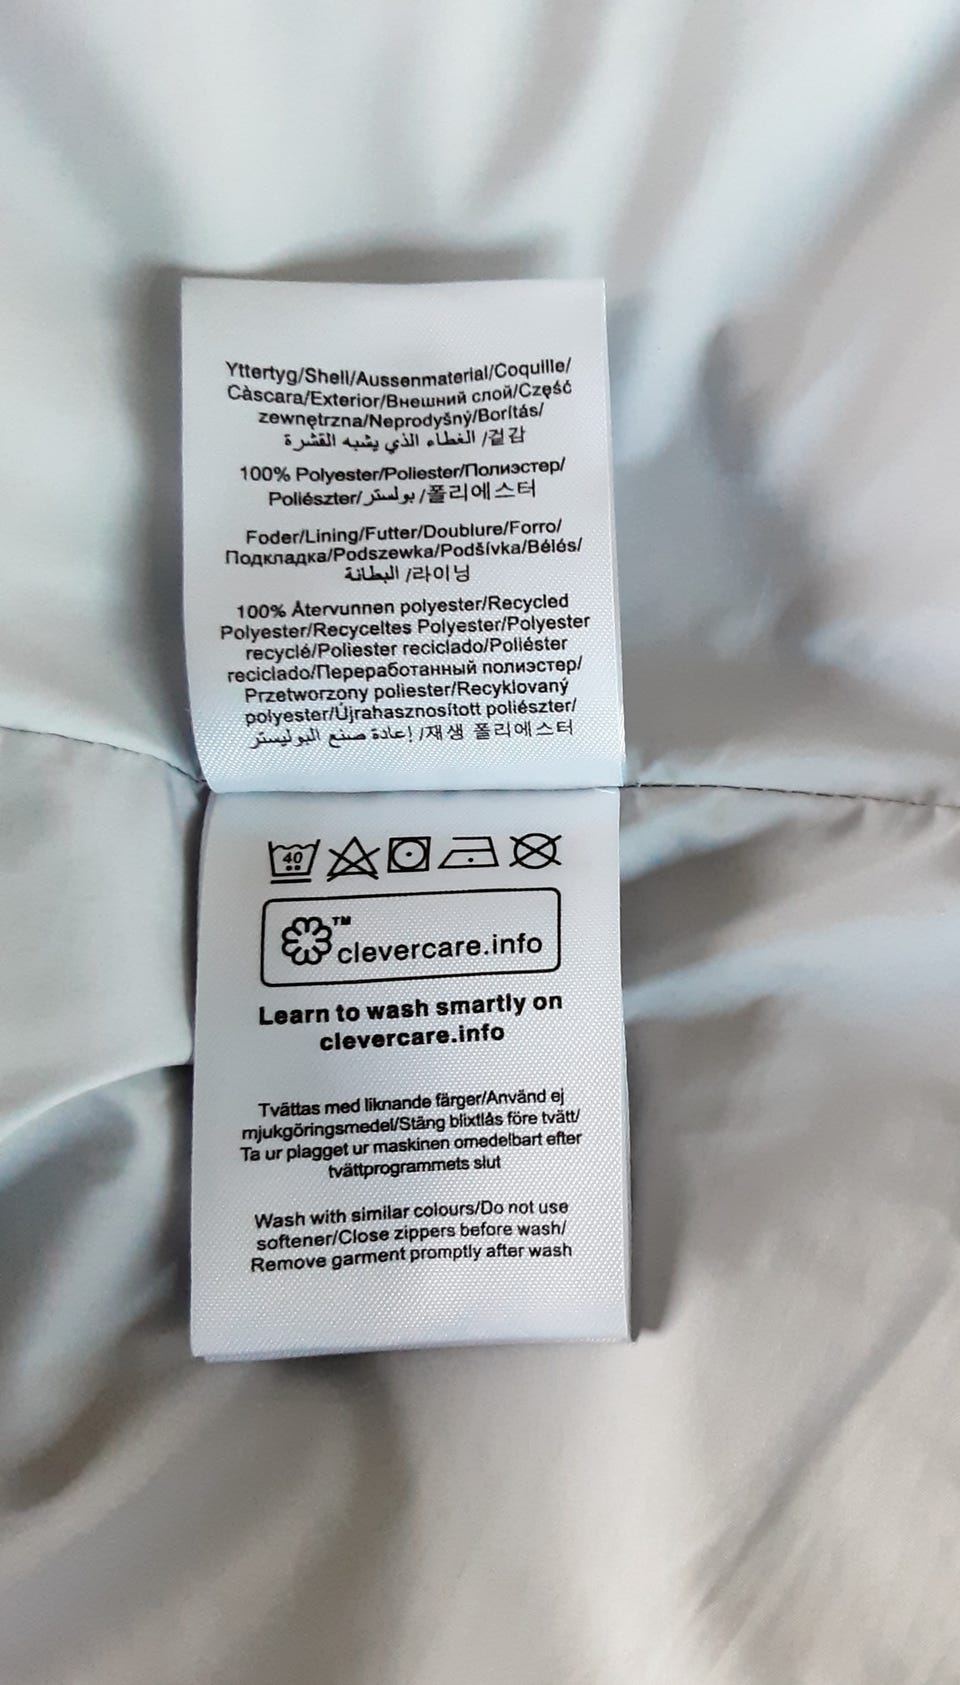 Yttertyg/Shell/Aussenmaterial/Coquille/
Càscara/Exterior/Внешний слой/Część
zewnętrzna/Neprodyšný/Borítás/
الغطاء الذي يشبه القشرة /겉감
100% Polyester/Poliester/Полиэстер/
Poliészter/بولستر /폴리에스터
Foder/Lining/Futter/Doublure/Forro/
Подкладка/Podszewka/Podšívka/Bélés/
البطانة /라이닝
100% Återvunnen polyester/Recycled
Polyester/Recyceltes Polyester/Polyester
recyclé/Poliester reciclado/Poliéster
reciclado/Переработанный полиэстер/
Przetworzony poliester/Recyklovaný
polyester/Újrahasznosított poliészter/
إعادة صنع البوليستر /재생 폴리에스터
40
TM
clevercare.info
Learn to wash smartly on
clevercare.info
Tvättas med liknande färger/Använd ej
mjukgöringsmedel/Stäng blixtlås före tvätt/
Ta ur plagget ur maskinen omedelbart efter
tvättprogrammets slut
Wash with similar colours/Do not use
softener/Close zippers before wash/
Remove garment promptly after wash